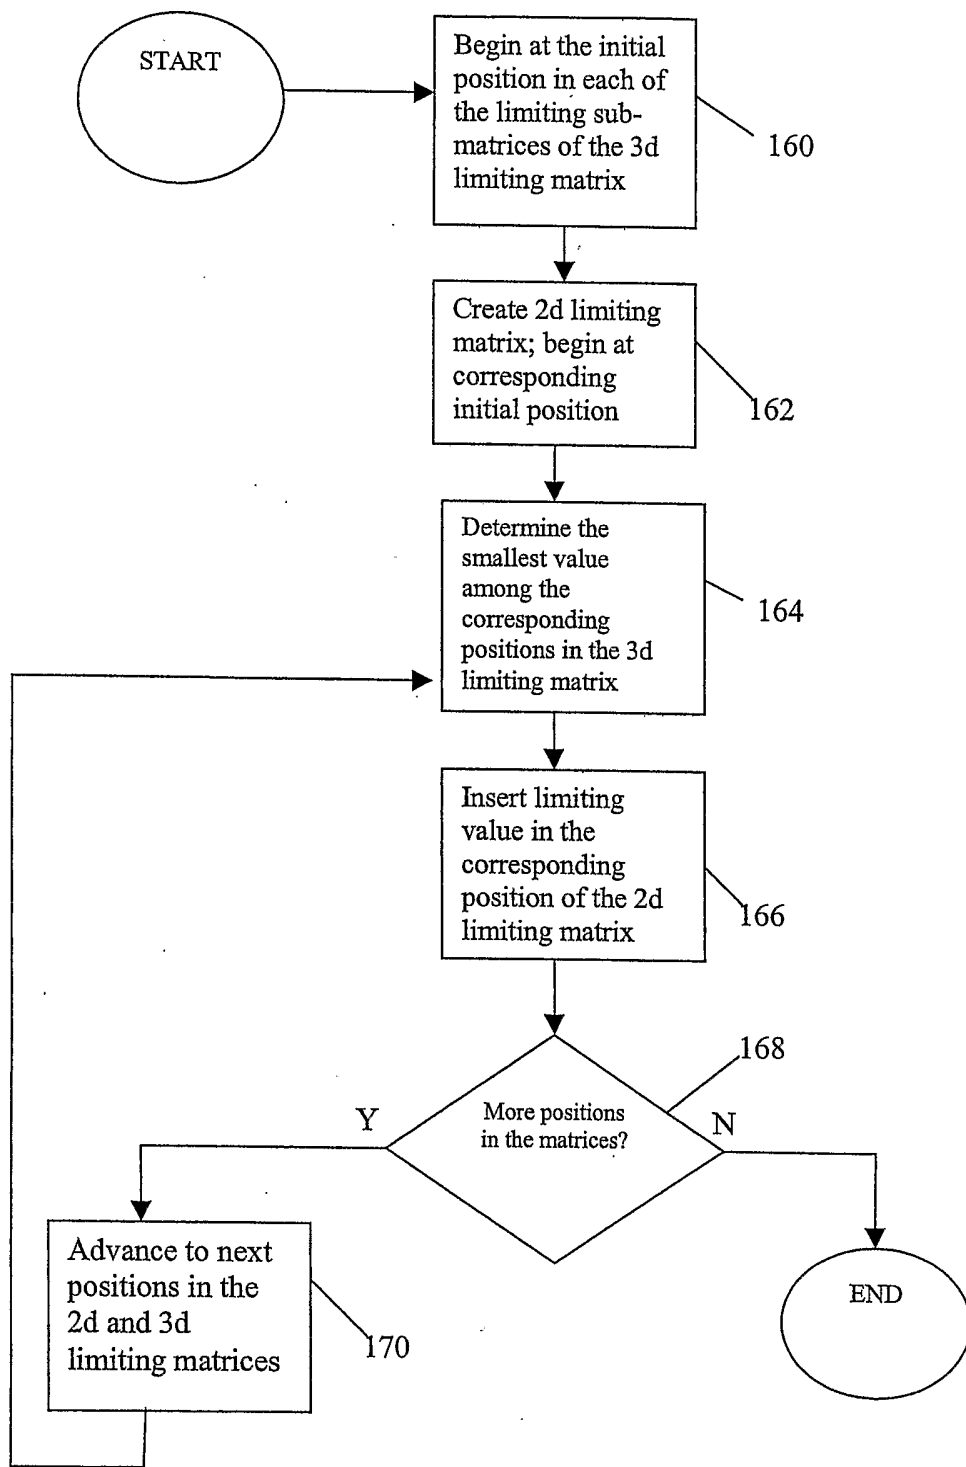 START
Begin at the initial
position in each of
the limiting sub-
matrices of the 3d
limiting matrix
160
Create 2d limiting
matrix; begin at
corresponding
initial position
162
Determine the
smallest value
among the
corresponding
positions in the 3d
limiting matrix
164
Insert limiting
value in the
corresponding
position of the 2d
limiting matrix
166
168
More positions
in the matrices?
Y
N
Advance to next
positions in the
2d and 3d
limiting matrices
170
END